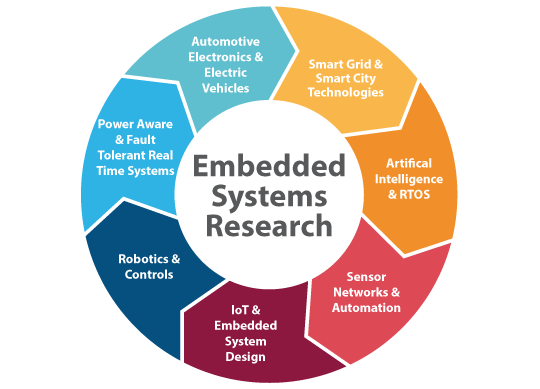 Automotive
Electronics &
Electric
Vehicles
Smart Grid &
Smart City
Technologies
Artifical
Intelligence
& RTOS
Sensor
Networks &
Automation
IoT &
Embedded
System
Design
Robotics &
Controls
Power Aware
& Fault
Tolerant Real
Time Systems
Embedded
Systems
Research